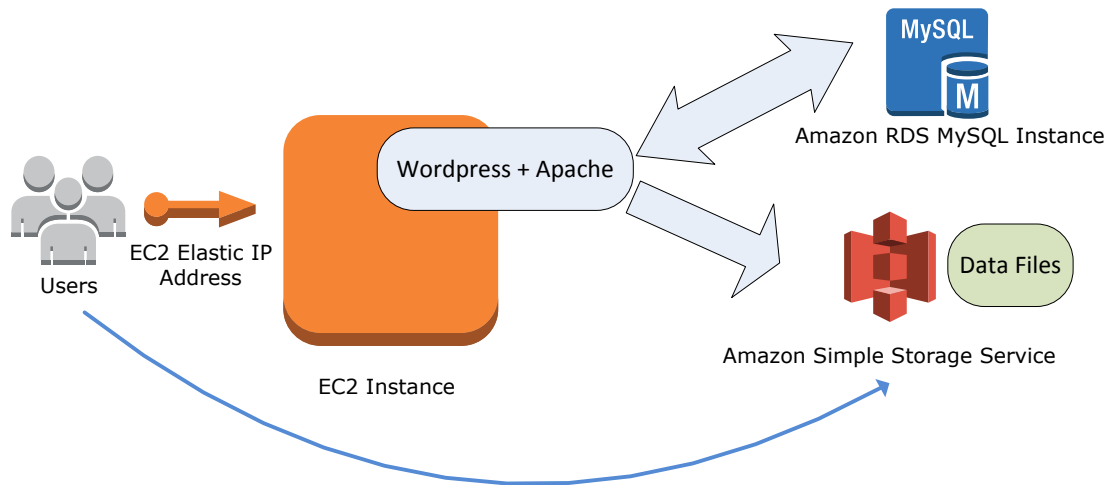 MySQL
M
Amazon RDS MySQL Instance
Wordpress + Apache
EC2 Elastic IP
Address
Users
Data Files
Amazon Simple Storage Service
EC2 Instance